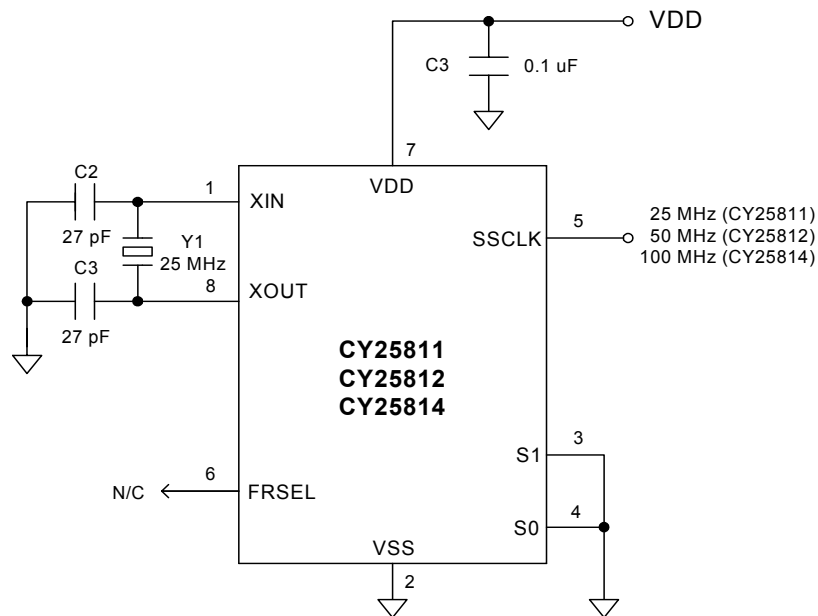 VDD
C3 0.1 uF
7
VDD
C2
27 pF
1
XIN
Y1
25 MHz
C3
27 pF
8
XOUT
5
SSCLK
25 MHz (CY25811)
50 MHz (CY25812)
100 MHz (CY25814)
CY25811
CY25812
CY25814
3
S1
4
S0
6
N/C
FRSEL
VSS
2